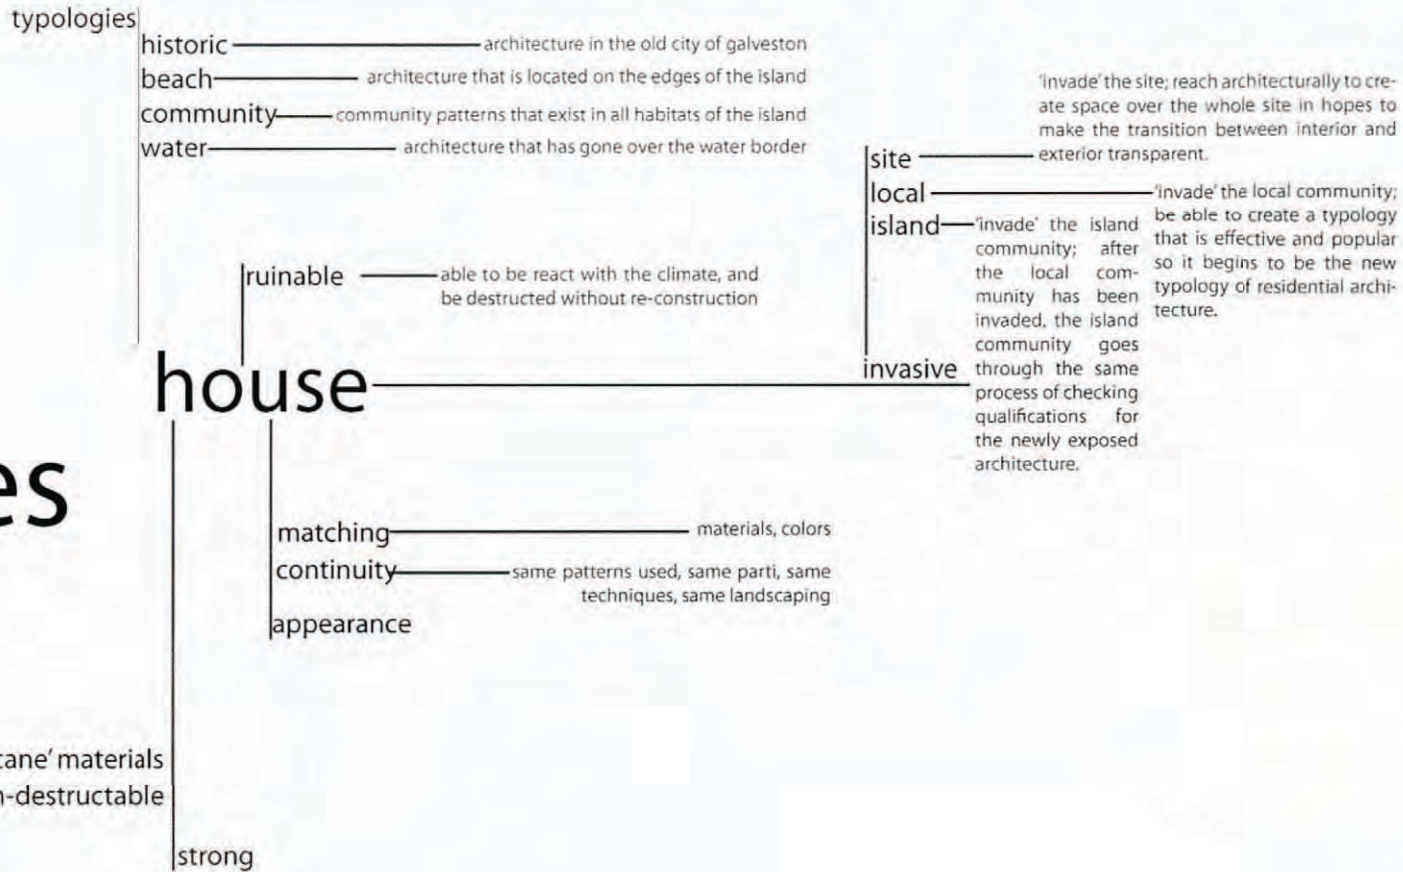 typologies
historic architecture in the old city of galveston
beach architecture that is located on the edges of the island
community community patterns that exist in all habitats of the island
water architecture that has gone over the water border
'invade' the site; reach architecturally to cre-
ate space over the whole site in hopes to
make the transition between interior and
exterior transparent.
site
local
'invade' the local community;
be able to create a typology
that is effective and popular
so it begins to be the new
typology of residential archi-
tecture.
island
'invade' the island
community; after
the local com-
munity has been
invaded, the island
community goes
through the same
process of checking
qualifications for
the newly exposed
architecture.
invasive
ruinable able to be react with the climate, and
be destructed without re-construction
house
es
matching materials, colors
continuity same patterns used, same parti, same
techniques, same landscaping
appearance
cane' materials
-destructable
strong